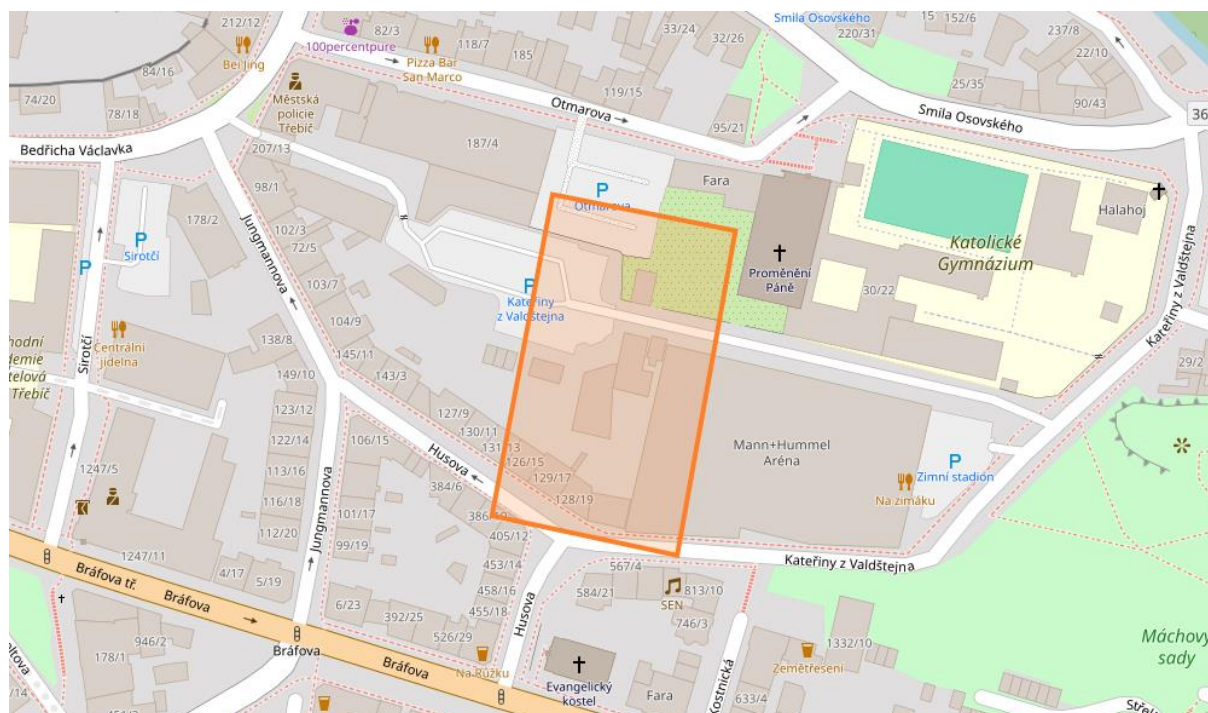 212/12
82/3
100percentpure
Bei Jing
118/7
Pizza Bar
San Marco
185
33/24
32/26
Smila Osovského
15
152/6
220/31
237/8
22/10
84/16
74/20
78/18
Městská
policie
Třebíč
119/15
Otmarova
25/35
90/43
95/21
Smila Osovského
36
Bedřicha Václavka
207/13
187/4
P
Otmarova
Fara
98/1
Halahoj
178/2
P
Sirotčí
P
102/3
72/5
Jungmannova
Katolické
Gymnázium
Proměnění
Páně
30/22
103/7
P
Kateřiny
z Valdštejna
Kateřiny z Valdštejna
104/9
Centrální
jídelna
138/8
145/11
143/3
29/2
Sirotčí
149/10
123/12
127/9
130/11
131/13
126/15
129/17
128/19
122/14
106/15
Husova
384/6
Mann+Hummel
Aréna
P
Zimní stadion
Na zimáku
1247/5
113/16
116/18
101/17
112/20
99/19
Jungmannova
405/12
1247/11
4/17
5/19
453/14
458/16
455/18
Husova
567/4
584/21
SEN
813/10
746/3
Kateřiny z Valdštejna
Bráfova tř.
Bráfova
6/23
392/25
526/29
946/2
178/1
Bráfova
Bráfova
Na Růžku
Evangelický
kostel
Fara
Kostnická
633/4
Zemětřesení
1332/10
Máchovy
sady